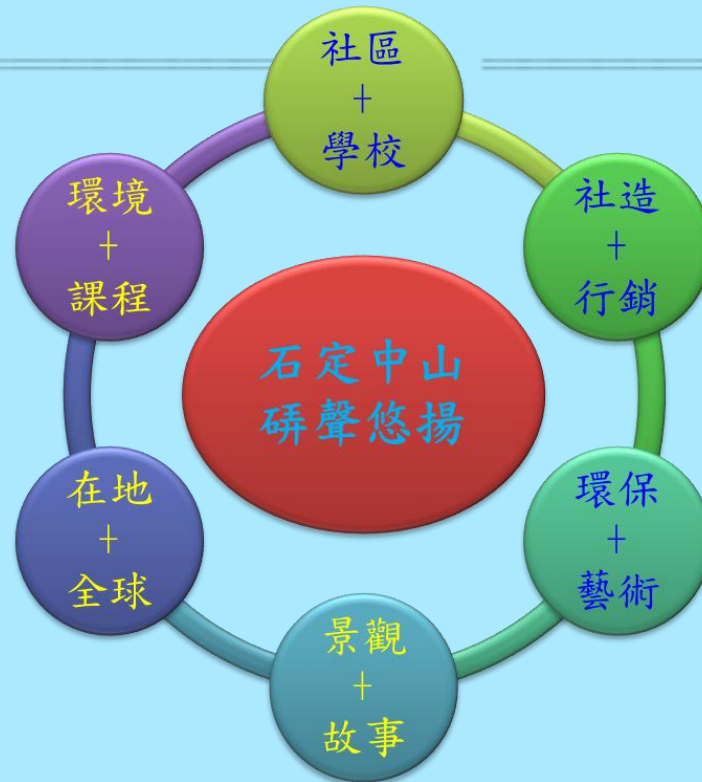 社區
+
學校
社造
+
行銷
環保
+
藝術
景觀
+
故事
在地
+
全球
環境
+
課程
石定中山
硑聲悠揚